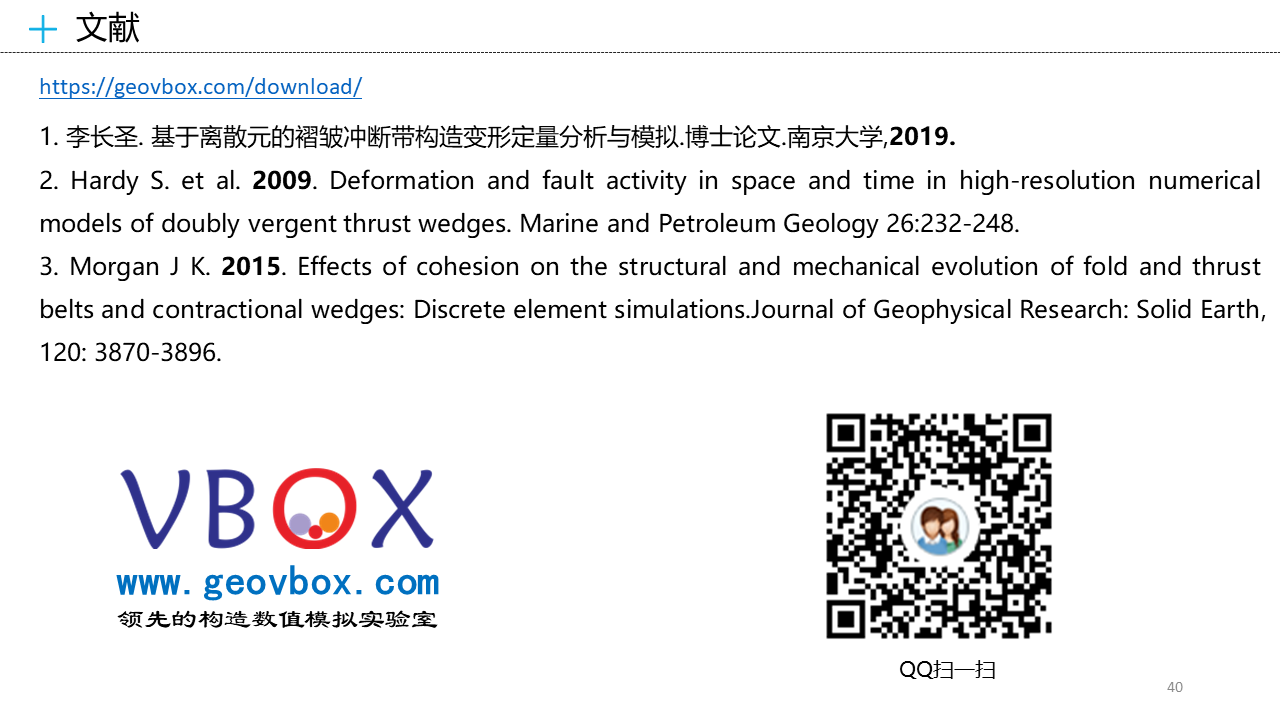 文献
https://geovbox.com/download/
1. 李长圣. 基于离散元的褶皱冲断带构造变形定量分析与模拟.博士论文.南京大学,2019.
2. Hardy S. et al. 2009. Deformation and fault activity in space and time in high-resolution numerical
models of doubly vergent thrust wedges. Marine and Petroleum Geology 26:232-248.
3. Morgan J K. 2015. Effects of cohesion on the structural and mechanical evolution of fold and thrust
belts and contractional wedges: Discrete element simulations.Journal of Geophysical Research: Solid Earth,
120: 3870-3896.
VBOX
www.geovbox.com
领先的构造数值模拟实验室
QQ扫一扫
40